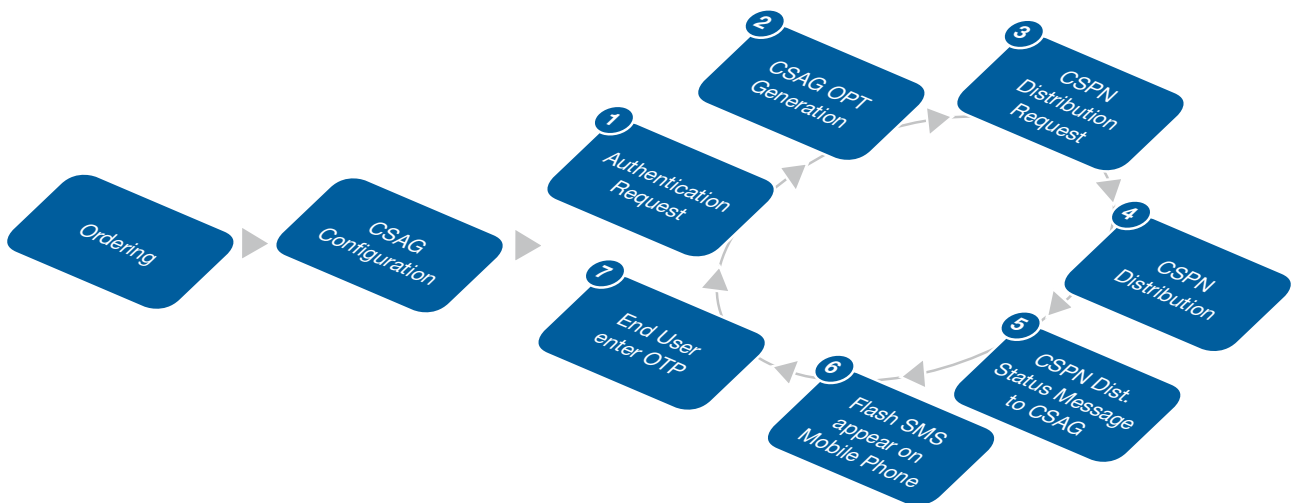 Ordering
CSAG
Configuration
1
Authentication
Request
2
CSAG OPT
Generation
3
CSPN
Distribution
Request
4
CSPN
Distribution
5
CSPN Dist.
Status Message
to CSAG
6
Flash SMS
appear on
Mobile Phone
7
End User
enter OTP